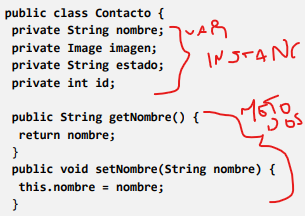 public class Contacto {
private String nombre;
private Image imagen;
private String estado;
private int id;
VAR
INSTANC
public String getNombre() {
return nombre;
}
public void setNombre(String nombre) {
this.nombre = nombre;
}
METO
DOS